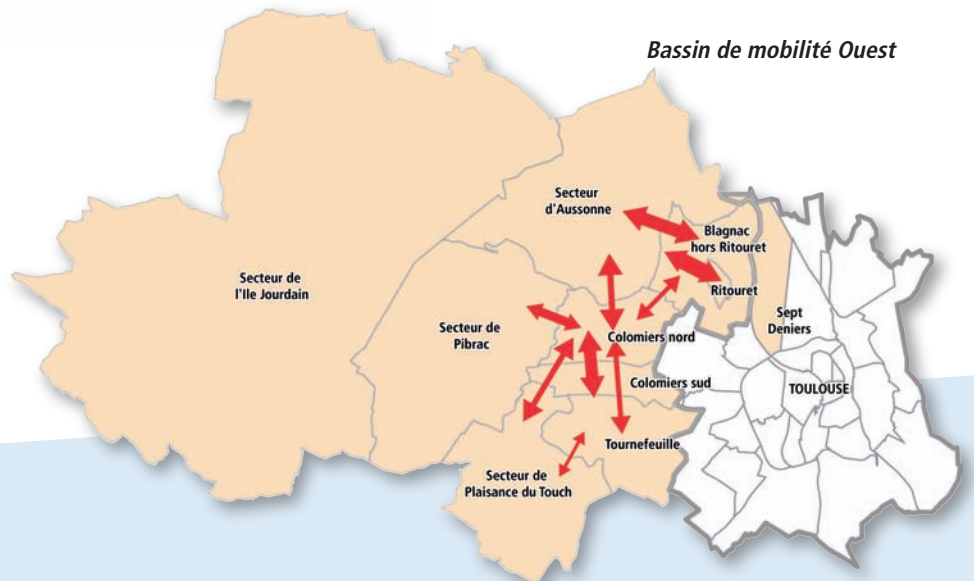 Bassin de mobilité Ouest
Secteur
d'Aussonne
Blagnac
hors Ritouret
Secteur de
l'Ile Jourdain
Ritouret
Sept
Deniers
Secteur de
Pibrac
Colomiers nord
Colomiers sud
TOULOUSE
Tournefeuille
Secteur de
Plaisance du Touch